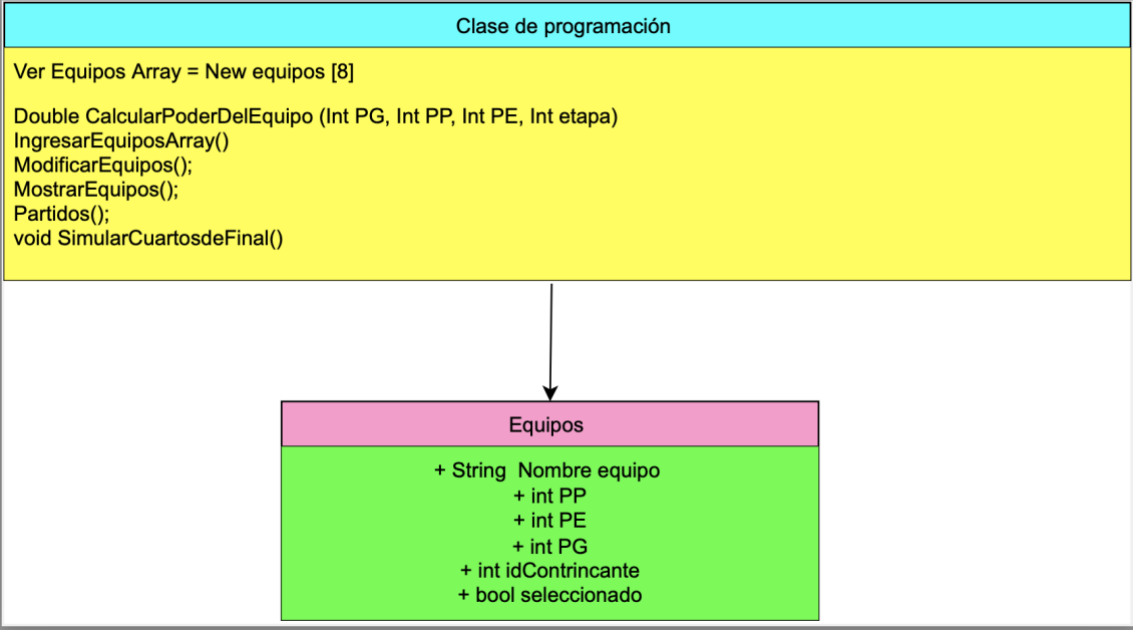 Clase de programación
Ver Equipos Array = New equipos [8]
Double CalcularPoderDelEquipo (Int PG, Int PP, Int PE, Int etapa)
IngresarEquiposArray()
ModificarEquipos();
MostrarEquipos();
Partidos();
void SimularCuartosdeFinal()
Equipos
+ String Nombre equipo
+ int PP
+ int PE
+ int PG
+ int idContrincante
+ bool seleccionado